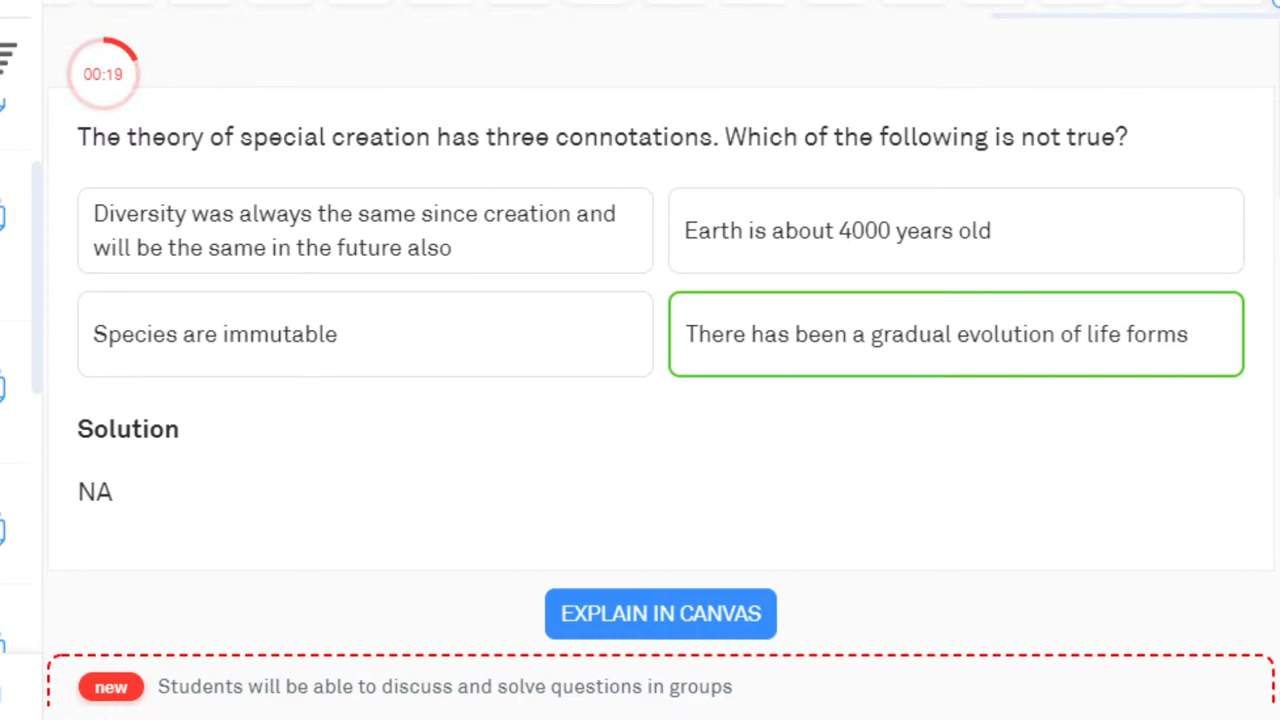 00:19
The theory of special creation has three connotations. Which of the following is not true?
Diversity was always the same since creation and
will be the same in the future also
Earth is about 4000 years old
Species are immutable
There has been a gradual evolution of life forms
Solution
NA
EXPLAIN IN CANVAS
new Students will be able to discuss and solve questions in groups